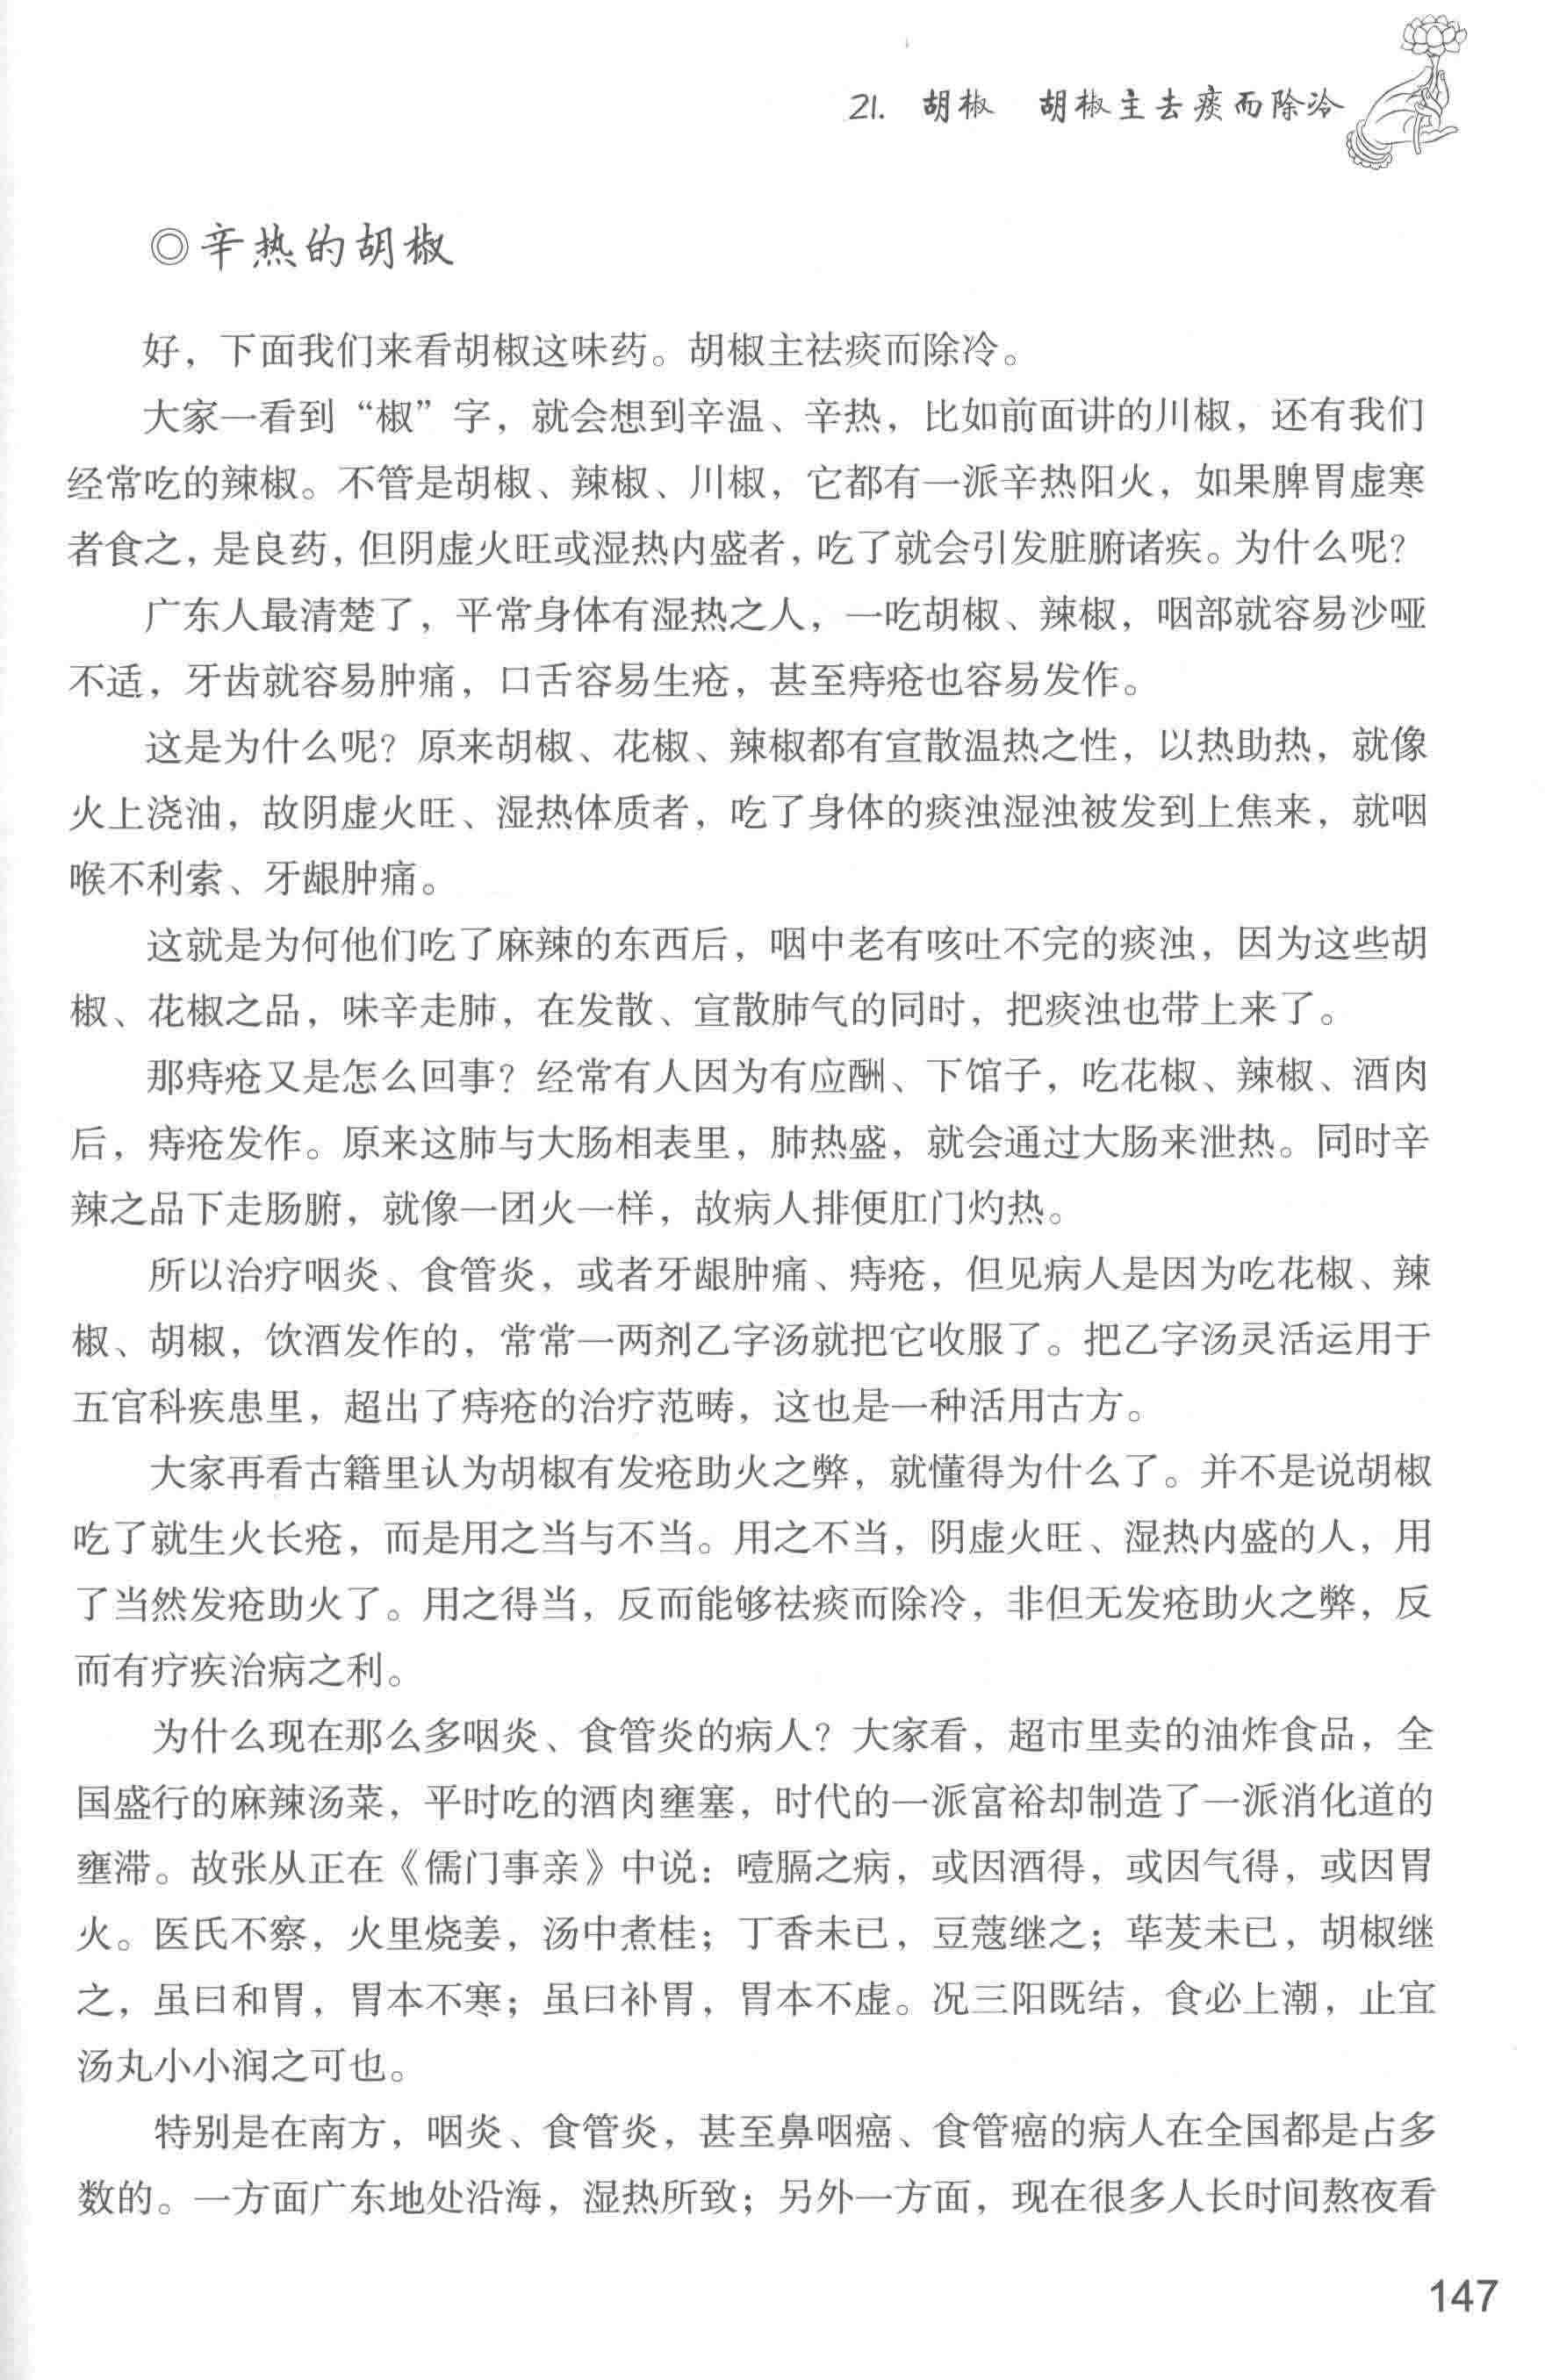 21. 胡椒　胡椒主去痰而除冷
◎辛热的胡椒
好，下面我们来看胡椒这味药。胡椒主祛痰而除冷。
大家一看到“椒”字，就会想到辛温、辛热，比如前面讲的川椒，还有我们
经常吃的辣椒。不管是胡椒、辣椒、川椒，它都有一派辛热阳火，如果脾胃虚寒
者食之，是良药，但阴虚火旺或湿热内盛者，吃了就会引发脏腑诸疾。为什么呢？
广东人最清楚了，平常身体有湿热之人，一吃胡椒、辣椒，咽部就容易沙哑
不适，牙齿就容易肿痛，口舌容易生疮，甚至痔疮也容易发作。
这是为什么呢？原来胡椒、花椒、辣椒都有宣散温热之性，以热助热，就像
火上浇油，故阴虚火旺、湿热体质者，吃了身体的痰浊湿浊被发到上焦来，就咽
喉不利索、牙龈肿痛。
这就是为何他们吃了麻辣的东西后，咽中老有咳吐不完的痰浊，因为这些胡
椒、花椒之品，味辛走肺，在发散、宣散肺气的同时，把痰浊也带上来了。
那痔疮又是怎么回事？经常有人因为有应酬、下馆子，吃花椒、辣椒、酒肉
后，痔疮发作。原来这肺与大肠相表里，肺热盛，就会通过大肠来泄热。同时辛
辣之品下走肠腑，就像一团火一样，故病人排便肛门灼热。
所以治疗咽炎、食管炎，或者牙龈肿痛、痔疮，但见病人是因为吃花椒、辣
椒、胡椒，饮酒发作的，常常一两剂乙字汤就把它收服了。把乙字汤灵活运用于
五官科疾患里，超出了痔疮的治疗范畴，这也是一种活用古方。
大家再看古籍里认为胡椒有发疮助火之弊，就懂得为什么了。并不是说胡椒
吃了就生火长疮，而是用之当与不当。用之不当，阴虚火旺、湿热内盛的人，用
了当然发疮助火了。用之得当，反而能够祛痰而除冷，非但无发疮助火之弊，反
而有疗疾治病之利。
为什么现在那么多咽炎、食管炎的病人？大家看，超市里卖的油炸食品，全
国盛行的麻辣汤菜，平时吃的酒肉壅塞，时代的一派富裕却制造了一派消化道的
壅滞。故张从正在《儒门事亲》中说：噎膈之病，或因酒得，或因气得，或因胃
火。医氏不察，火里烧姜，汤中煮桂；丁香未已，豆蔻继之；荜茇未已，胡椒继
之，虽曰和胃，胃本不寒；虽曰补胃，胃本不虚。况三阳既结，食必上潮，止宜
汤丸小小润之可也。
特别是在南方，咽炎、食管炎，甚至鼻咽癌、食管癌的病人在全国都是占多
数的。一方面广东地处沿海，湿热所致；另外一方面，现在很多人长时间熬夜看
147